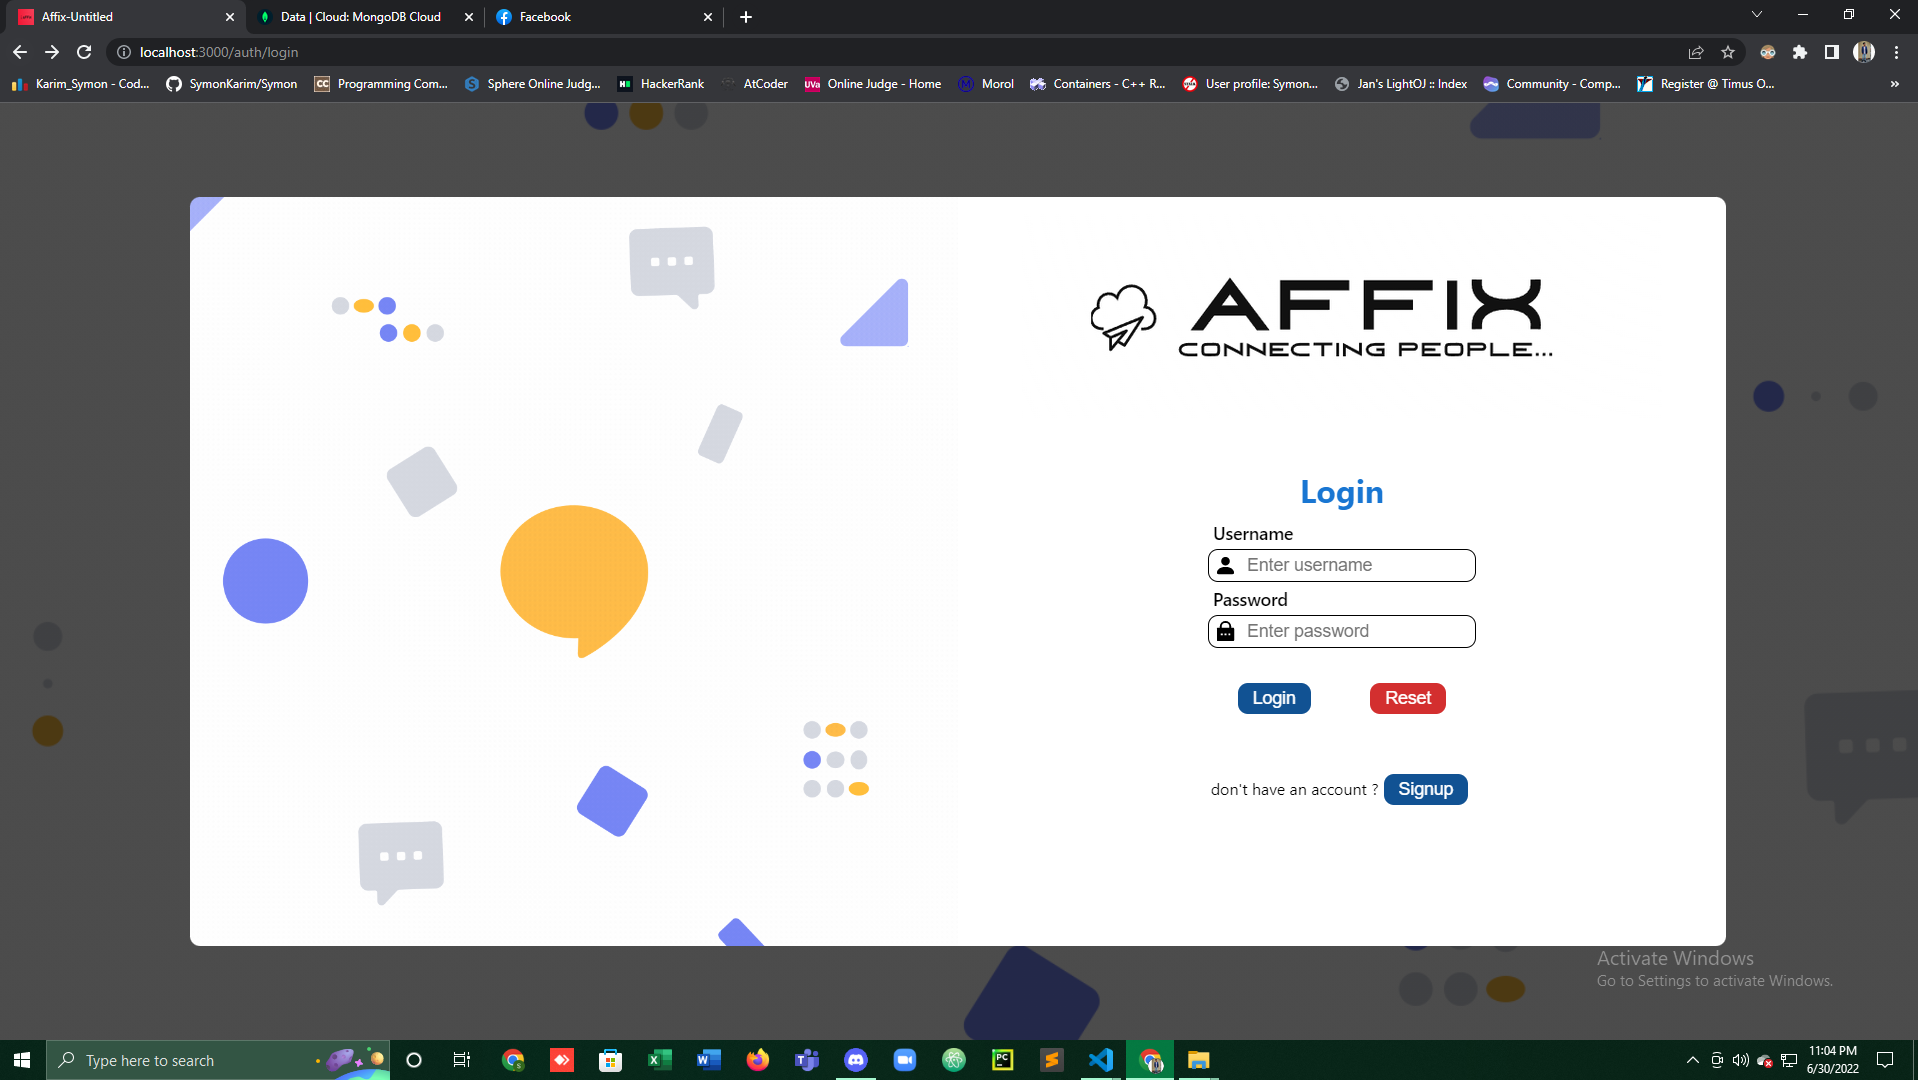 Affix-Untitled
Data | Cloud: MongoDB Cloud
Facebook
localhost:3000/auth/login
Karim_Symon - Cod...
SymonKarim/Symon
CC
Programming Com...
Sphere Online Judg...
HackerRank
AtCoder
UVa
Online Judge - Home
M
Morol
Containers - C++ R...
User profile: Symon...
Jan's LightOJ :: Index
Community - Comp...
Register @ Timus O...
AFFIX
CONNECTING PEOPLE...
Login
Username
Enter username
Password
Enter password
Login
Reset
don't have an account ?
Signup
Activate Windows
Go to Settings to activate Windows.
Type here to search
PC
11:04 PM
6/30/2022